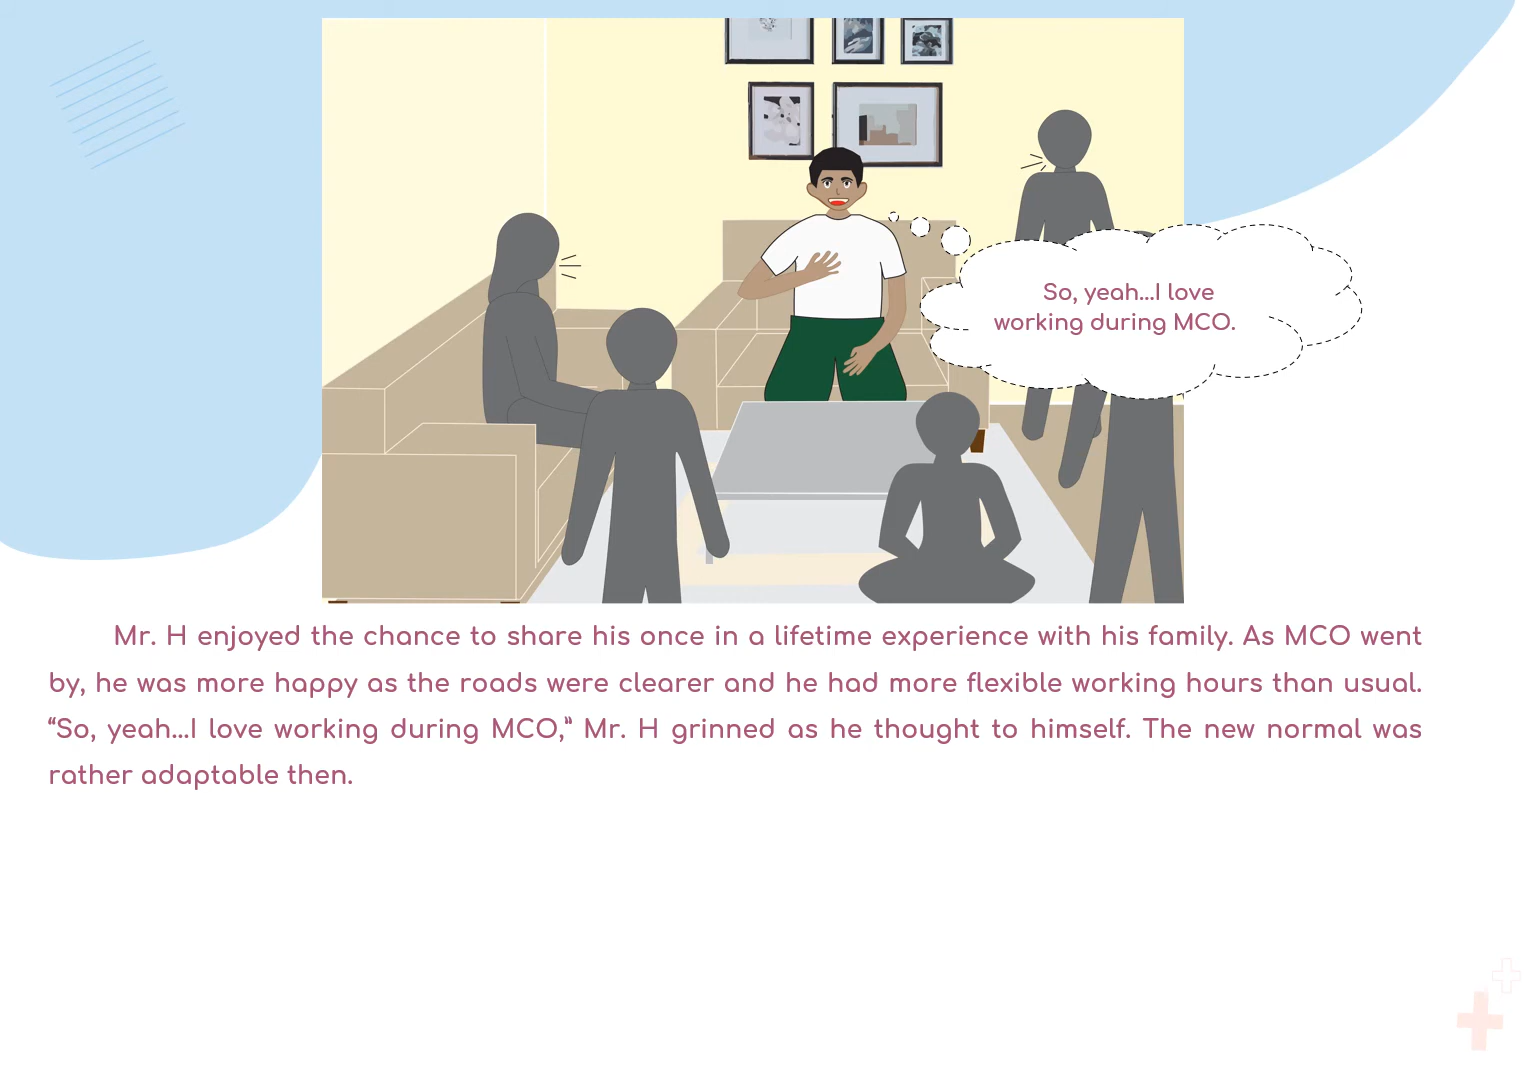 So, yeah...I love
working during MCO.
Mr. H enjoyed the chance to share his once in a lifetime experience with his family. As MCO went
by, he was more happy as the roads were clearer and he had more flexible working hours than usual.
“So, yeah...I love working during MCO,” Mr. H grinned as he thought to himself. The new normal was
rather adaptable then.